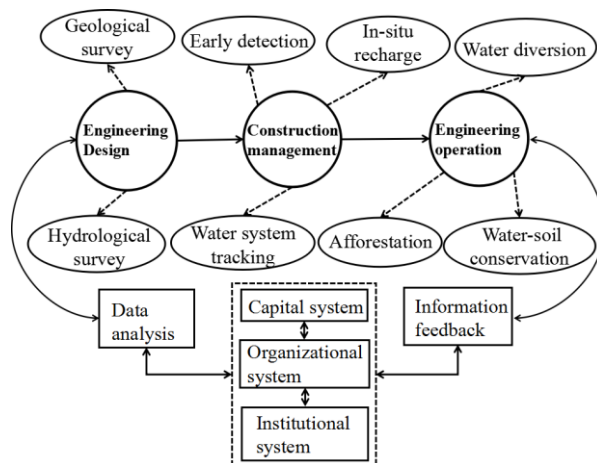 Geological
survey
Early detection
In-situ
recharge
Water diversion
Engineering
Design
Construction
management
Engineering
operation
Hydrological
survey
Water system
tracking
Afforestation
Water-soil
conservation
Data
analysis
Capital system
Organizational
system
Institutional
system
Information
feedback